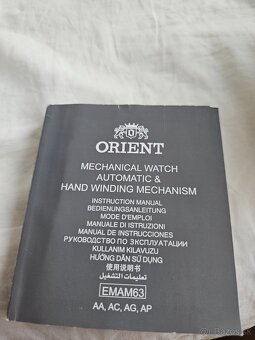 ORIENT
MECHANICAL WATCH
AUTOMATIC &
HAND WINDING MECHANISM
INSTRUCTION MANUAL
BEDIENUNGSANLEITUNG
MODE D'EMPLOI
MANUALE DI ISTRUZIONI
MANUAL DE INSTRUCCIONES
РУКОВОДСТВО ПО ЭКСПЛУАТАЦИИ
KULLANIM KILAVUZU
HƯỚNG DẪN SỬ DỤNG
使用说明书
تعليمات التشغيل
EMAM63
AA, AC, AG, AP